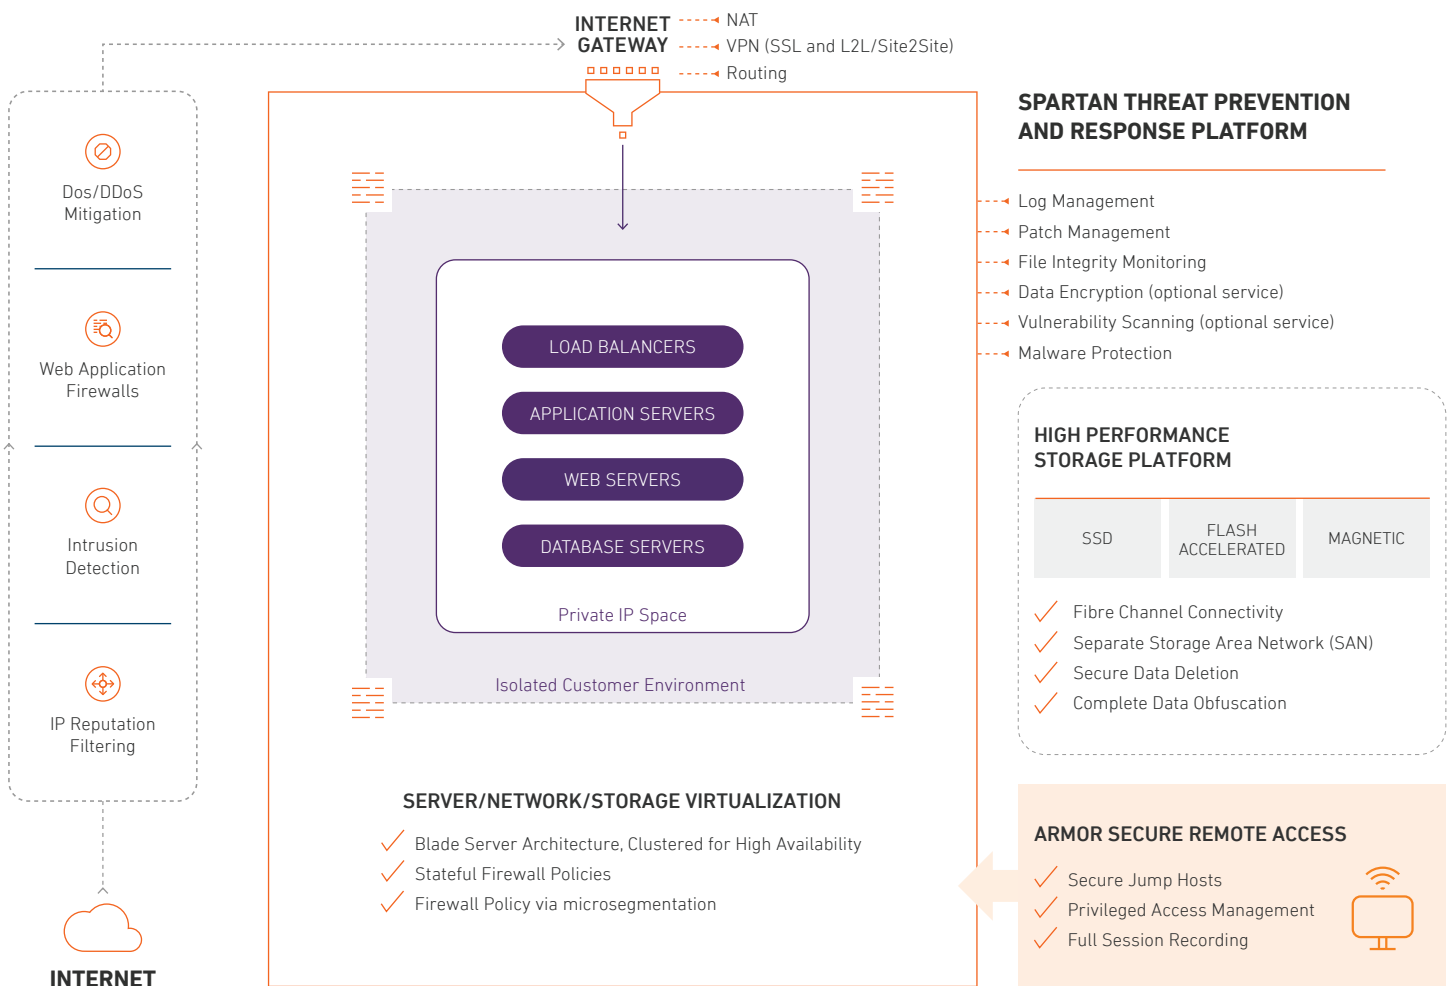 INTERNET
GATEWAY
NAT
VPN (SSL and L2L/Site2Site)
Routing
Dos/DDoS
Mitigation
Web Application
Firewalls
Intrusion
Detection
IP Reputation
Filtering
INTERNET
LOAD BALANCERS
APPLICATION SERVERS
WEB SERVERS
DATABASE SERVERS
Private IP Space
Isolated Customer Environment
SERVER/NETWORK/STORAGE VIRTUALIZATION
Blade Server Architecture, Clustered for High Availability
Stateful Firewall Policies
Firewall Policy via microsegmentation
SPARTAN THREAT PREVENTION
AND RESPONSE PLATFORM
Log Management
Patch Management
File Integrity Monitoring
Data Encryption (optional service)
Vulnerability Scanning (optional service)
Malware Protection
HIGH PERFORMANCE
STORAGE PLATFORM
SSD
FLASH
ACCELERATED
MAGNETIC
Fibre Channel Connectivity
Separate Storage Area Network (SAN)
Secure Data Deletion
Complete Data Obfuscation
ARMOR SECURE REMOTE ACCESS
Secure Jump Hosts
Privileged Access Management
Full Session Recording